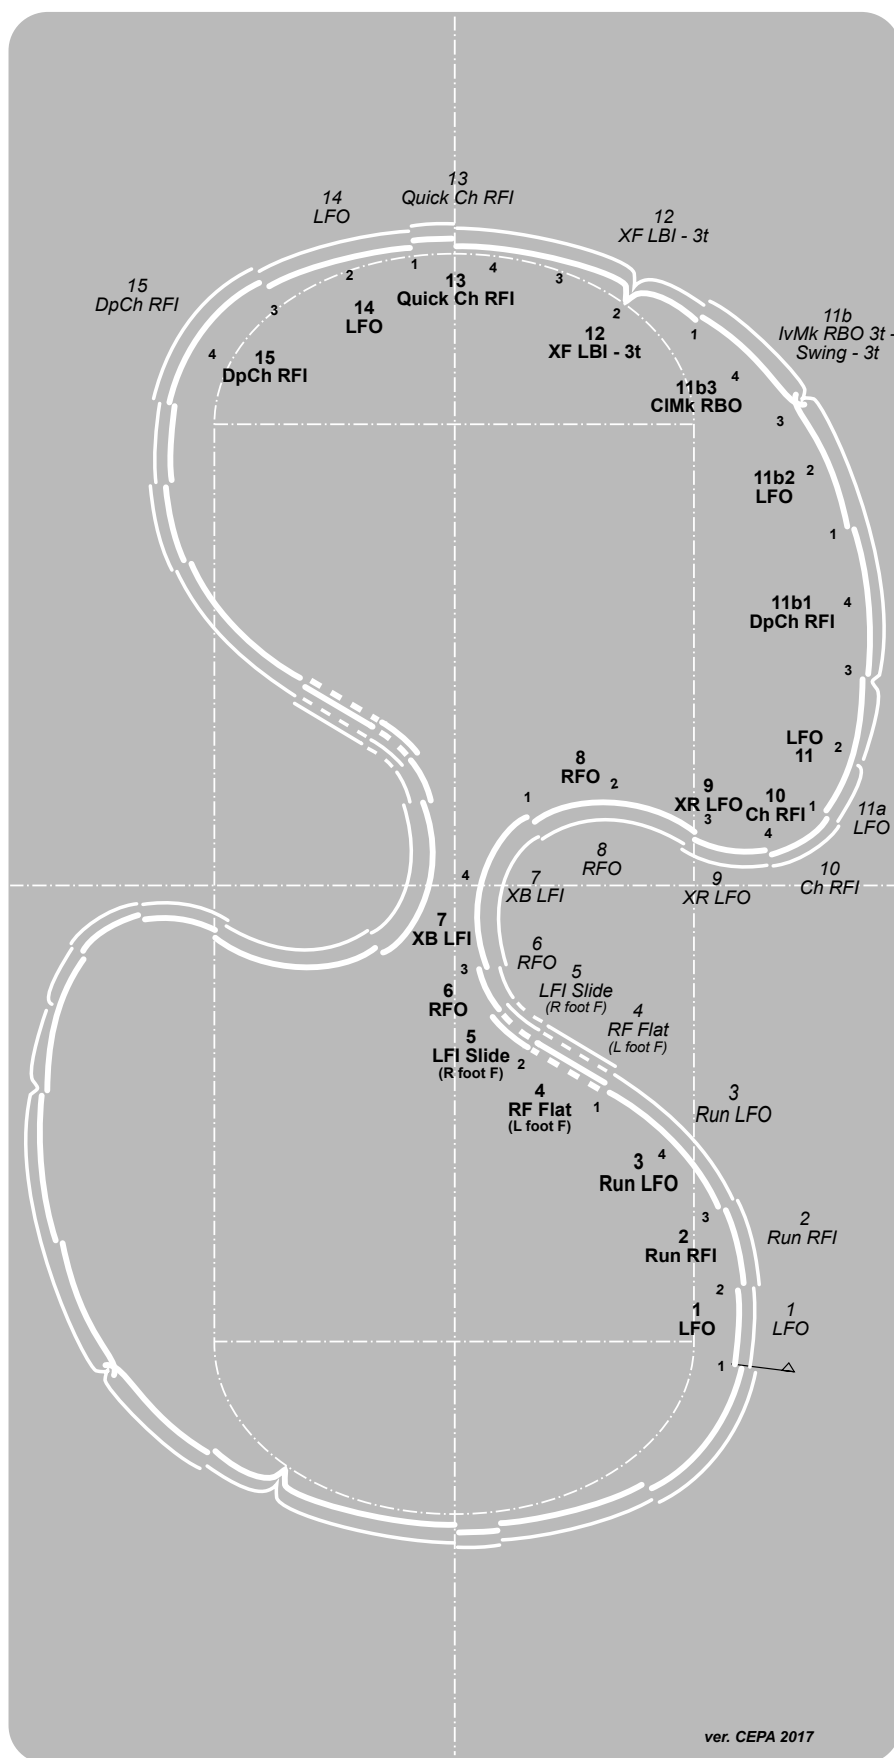 13
Quick Ch RFI
14
LFO
12
XF LBI - 3t
15
DpCh RFI
11b
IvMk RBO 3t -
Swing - 3t
1
4
2
13
Quick Ch RFI
3
14
LFO
3
2
12
XF LBI - 3t
1
4
15
DpCh RFI
4
11b3
ClMk RBO
3
11b2
LFO
2
1
11b1
DpCh RFI
4
3
LFO
11
2
8
RFO
2
1
9
XR LFO
3
10
Ch RFI
1
4
11a
LFO
8
RFO
7
XB LFI
9
XR LFO
10
Ch RFI
4
7
XB LFI
6
RFO
3
5
LFI Slide
(R foot F)
6
RFO
4
RF Flat
(L foot F)
5
LFI Slide
(R foot F)
2
4
RF Flat
(L foot F)
1
3
Run LFO
3
Run LFO
4
3
2
Run RFI
2
Run RFI
2
1
LFO
1
LFO
1
ver. CEPA 2017